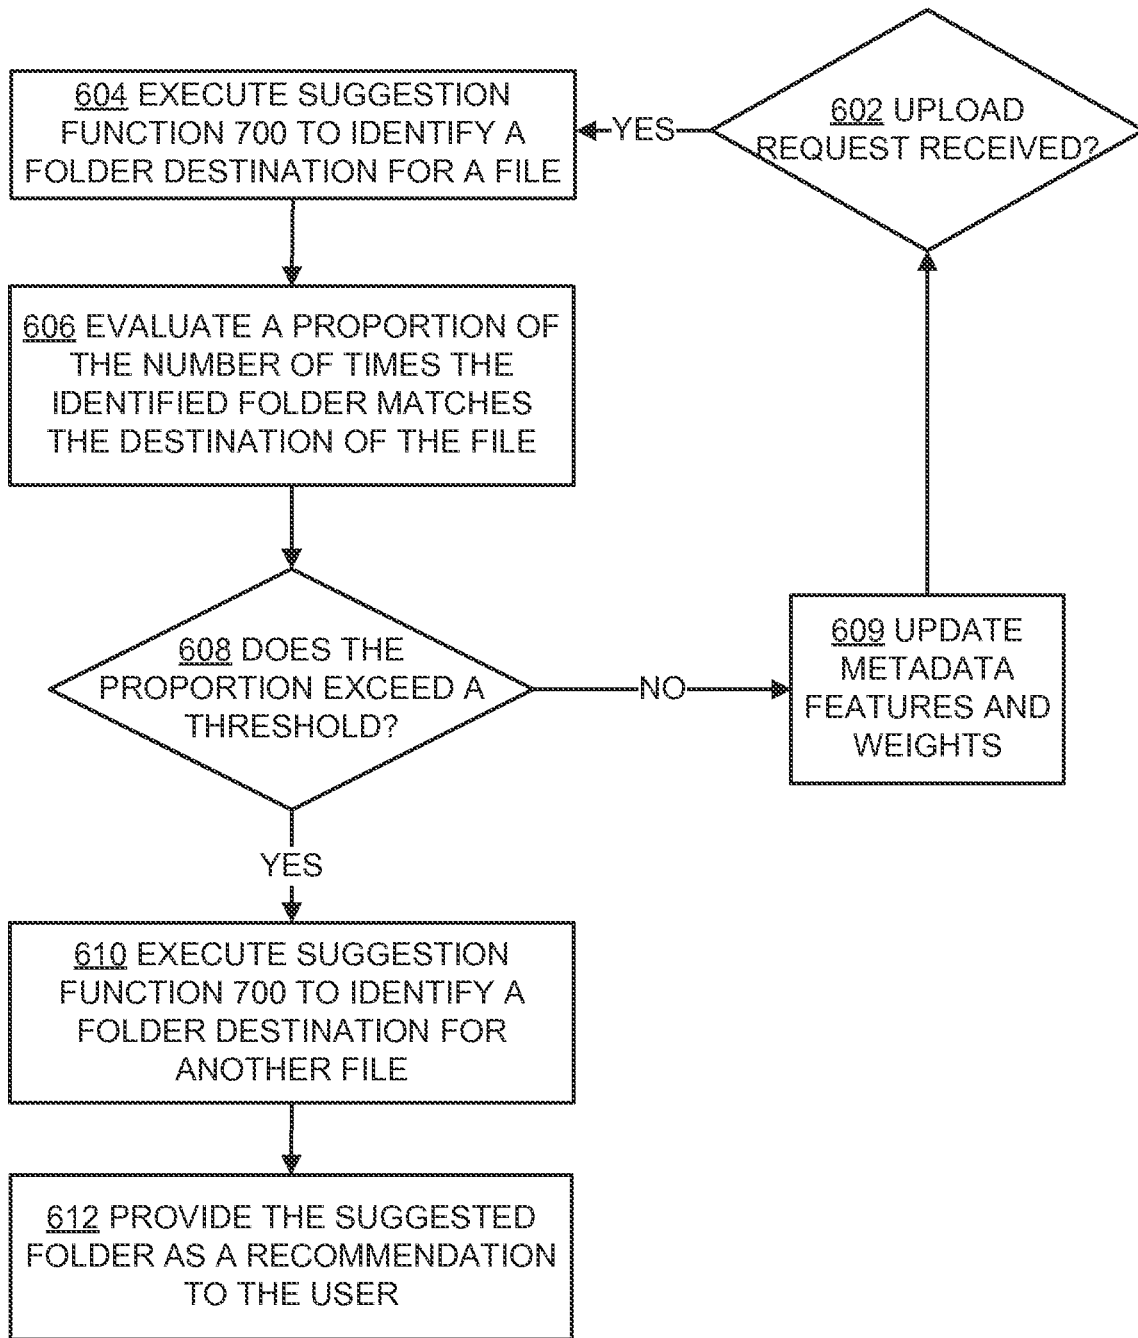 602 UPLOAD
REQUEST RECEIVED?
YES
604 EXECUTE SUGGESTION
FUNCTION 700 TO IDENTIFY A
FOLDER DESTINATION FOR A FILE
606 EVALUATE A PROPORTION OF
THE NUMBER OF TIMES THE
IDENTIFIED FOLDER MATCHES
THE DESTINATION OF THE FILE
608 DOES THE
PROPORTION EXCEED A
THRESHOLD?
NO
609 UPDATE
METADATA
FEATURES AND
WEIGHTS
YES
610 EXECUTE SUGGESTION
FUNCTION 700 TO IDENTIFY A
FOLDER DESTINATION FOR
ANOTHER FILE
612 PROVIDE THE SUGGESTED
FOLDER AS A RECOMMENDATION
TO THE USER